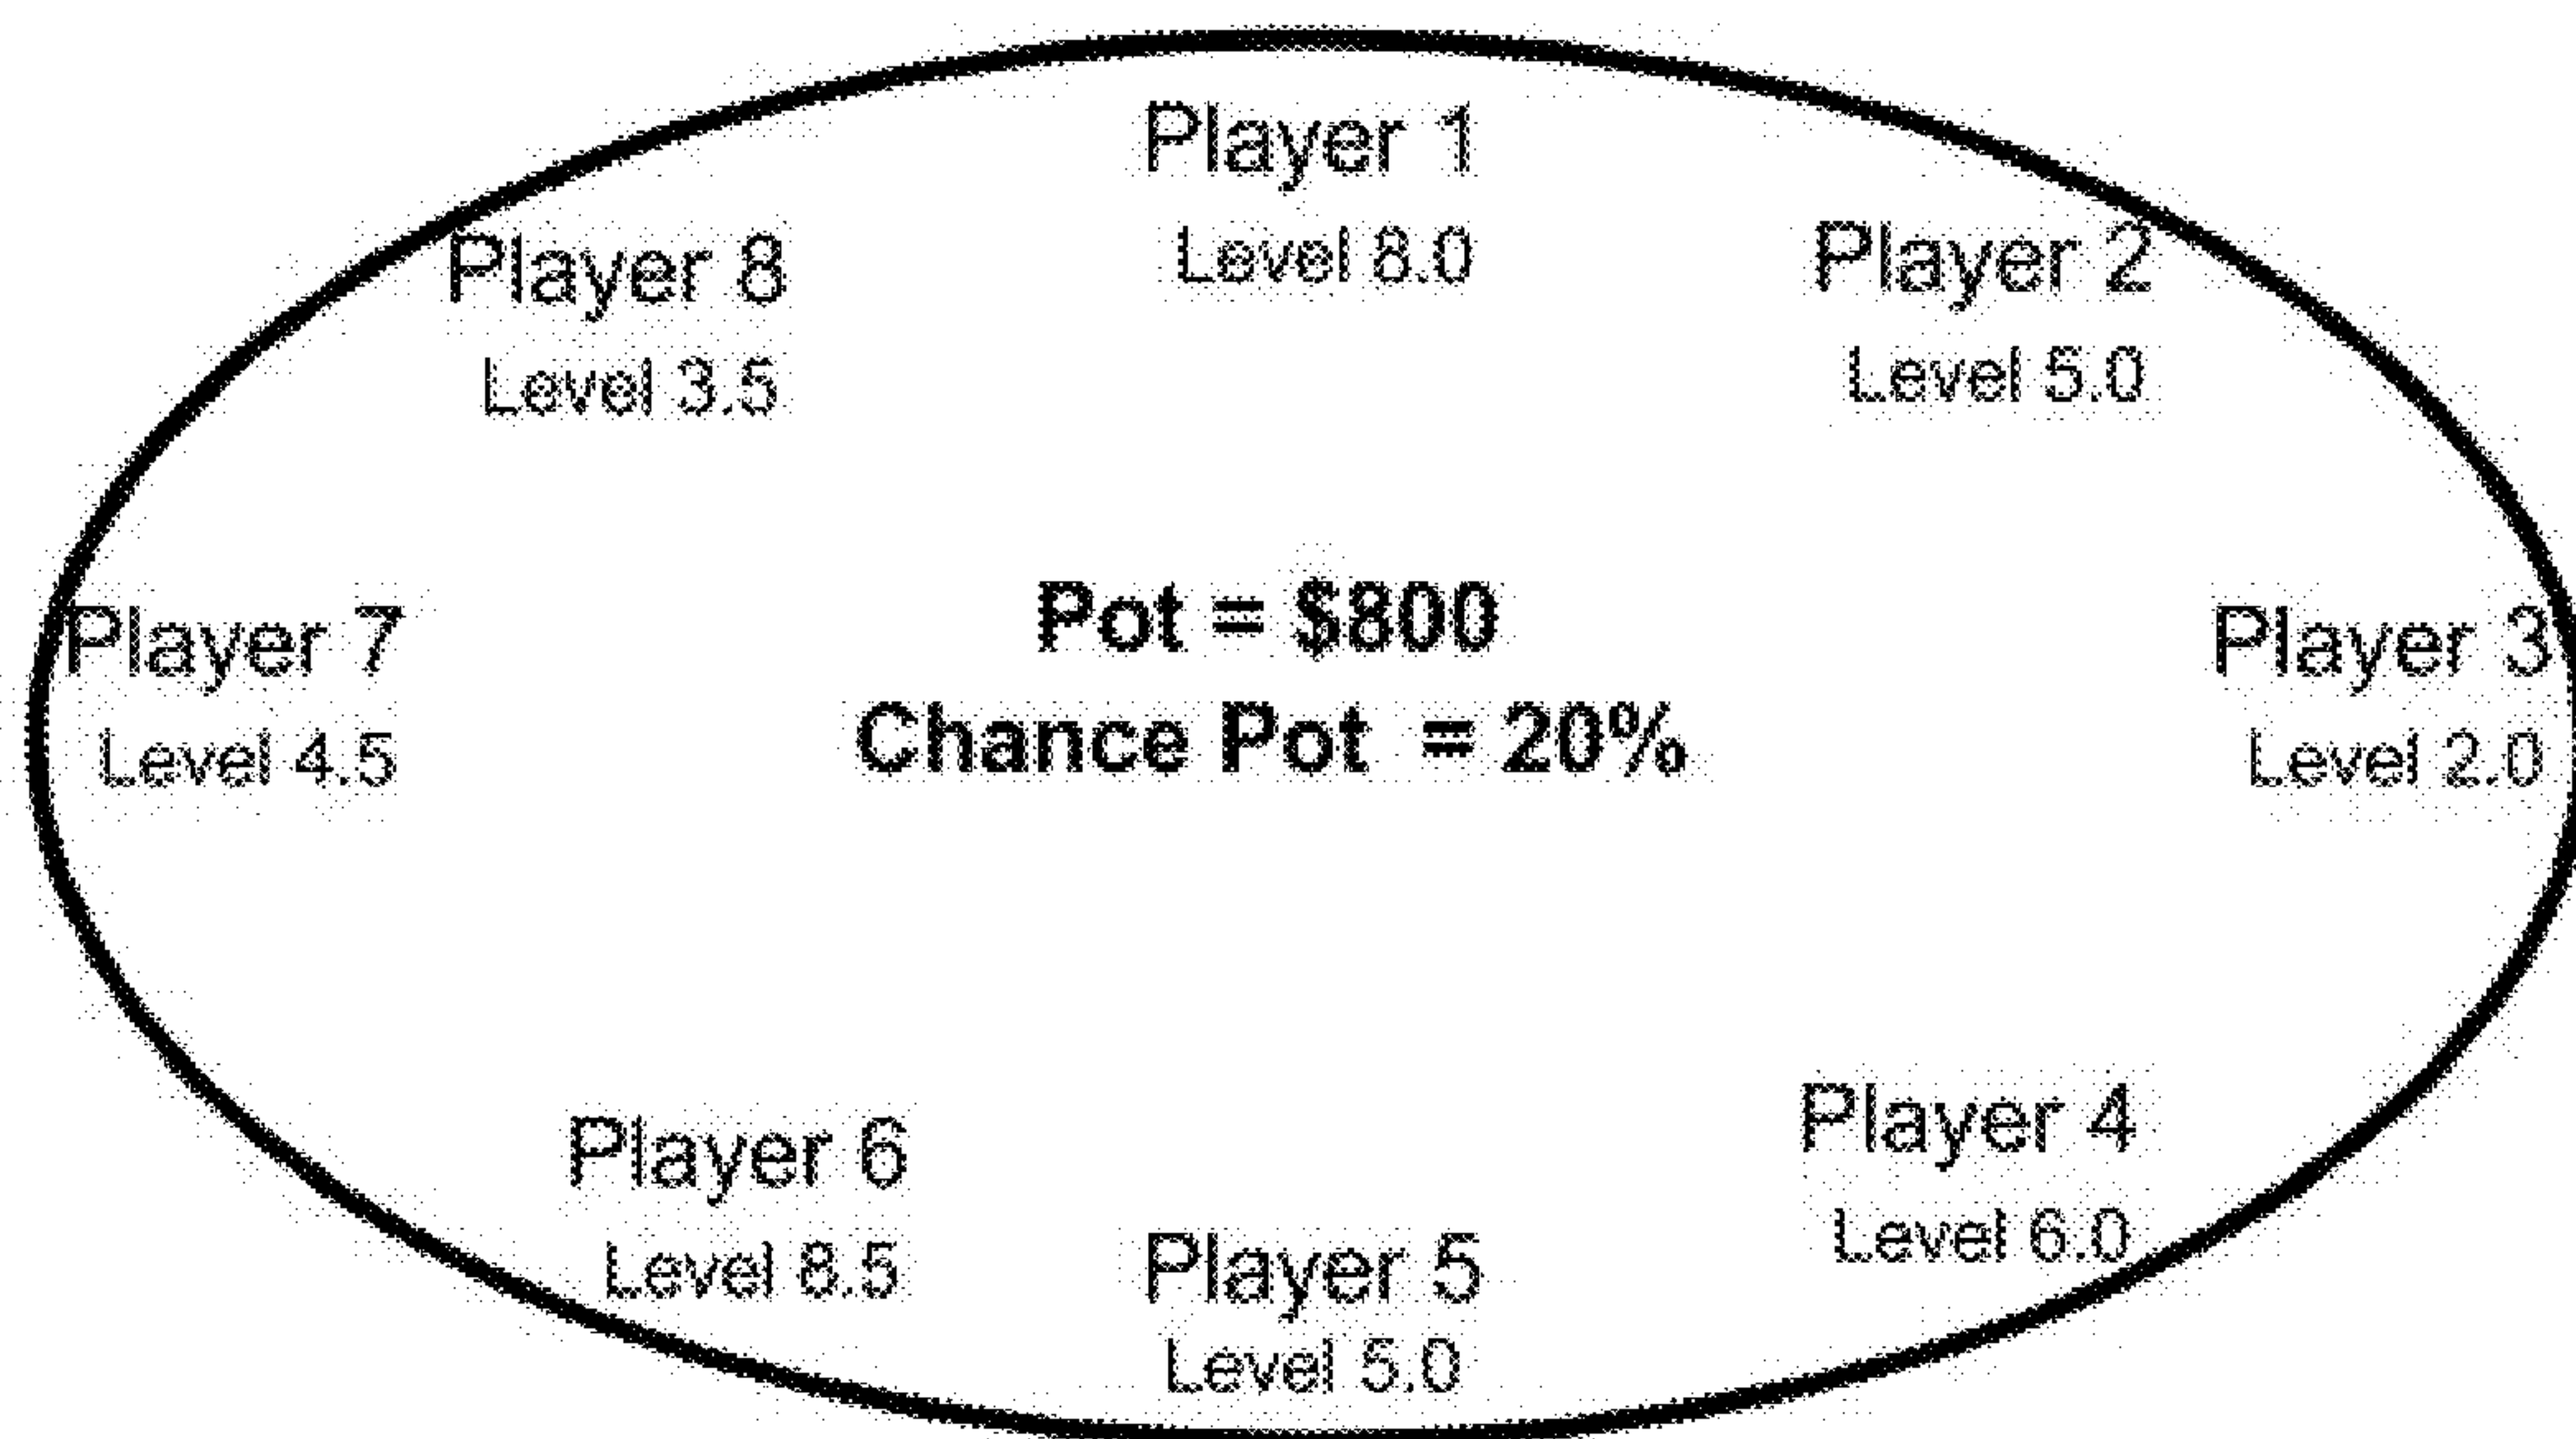 Player 1
Level 8.0
Player 2
Level 5.0
Player 3
Level 2.0
Player 4
Level 6.0
Player 5
Level 5.0
Player 6
Level 8.5
Player 7
Level 4.5
Player 8
Level 3.5
Pot = $800
Chance Pot = 20%